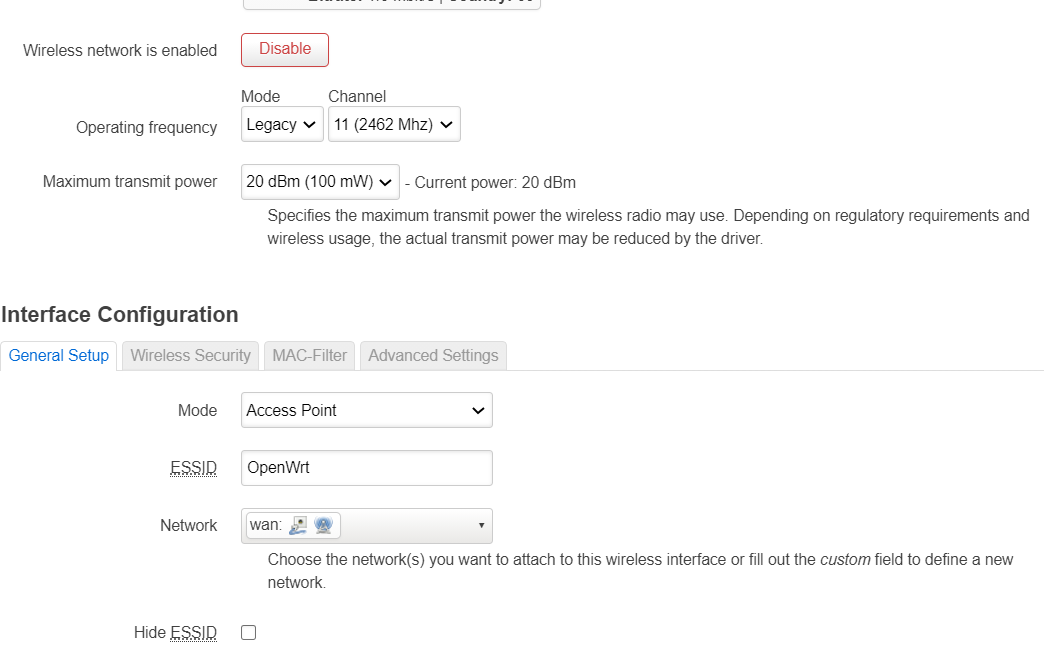 Wireless network is enabled Disable
Mode Channel
Operating frequency Legacy 11 (2462 Mhz)
Maximum transmit power 20 dBm (100 mW) - Current power: 20 dBm
Specifies the maximum transmit power the wireless radio may use. Depending on regulatory requirements and
wireless usage, the actual transmit power may be reduced by the driver.
Interface Configuration
General Setup Wireless Security MAC-Filter Advanced Settings
Mode Access Point
ESSID OpenWrt
Network wan:
Choose the network(s) you want to attach to this wireless interface or fill out the custom field to define a new
network.
Hide ESSID